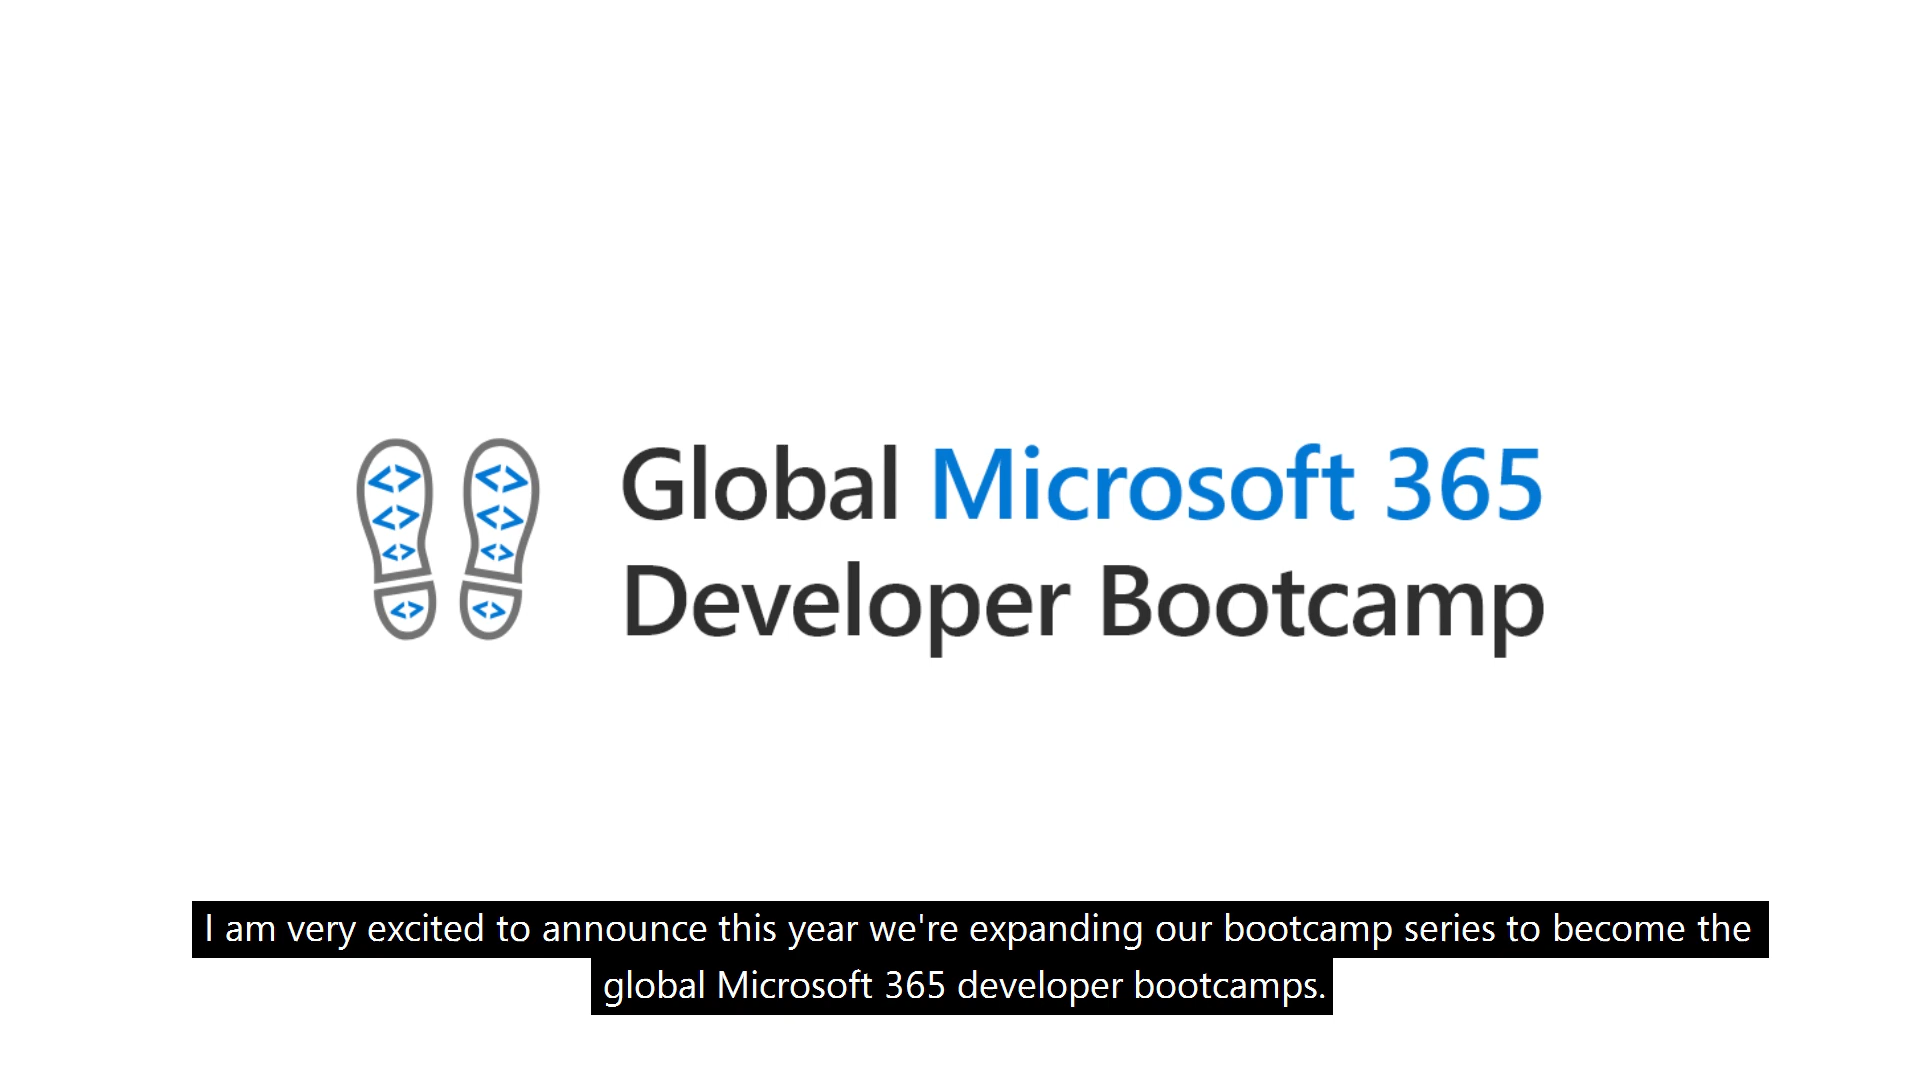 Global Microsoft 365
Developer Bootcamp
I am very excited to announce this year we're expanding our bootcamp series to become the
global Microsoft 365 developer bootcamps.